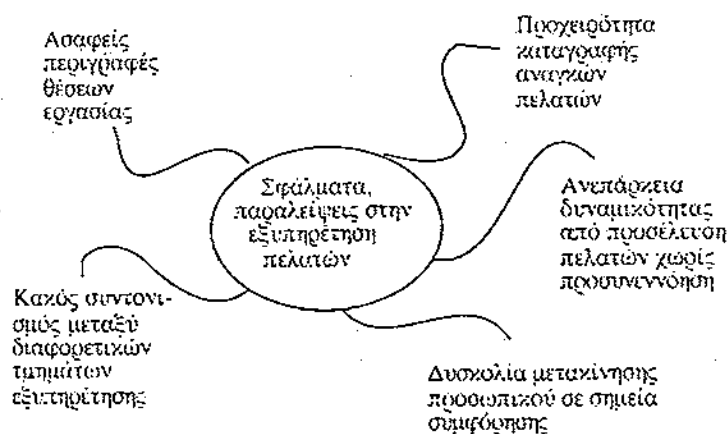 Ασαφείς
περιγραφές
θέσεων
εργασίας
Προχειρότητα
καταγραφής
αναγκών
πελατών
Σφάλματα,
παραλείψεις στην
εξυπηρέτηση
πελατών
Ανεπάρκεια
δυναμικότητας
από προσέλευση
πελατών χωρίς
προσυνεννόηση
Κακός συντονι-
σμός μεταξύ
διαφορετικών
τμημάτων
εξυπηρέτησης
Δυσκολία μετακίνησης
προσωπικού σε σημεία
συμφόρησης